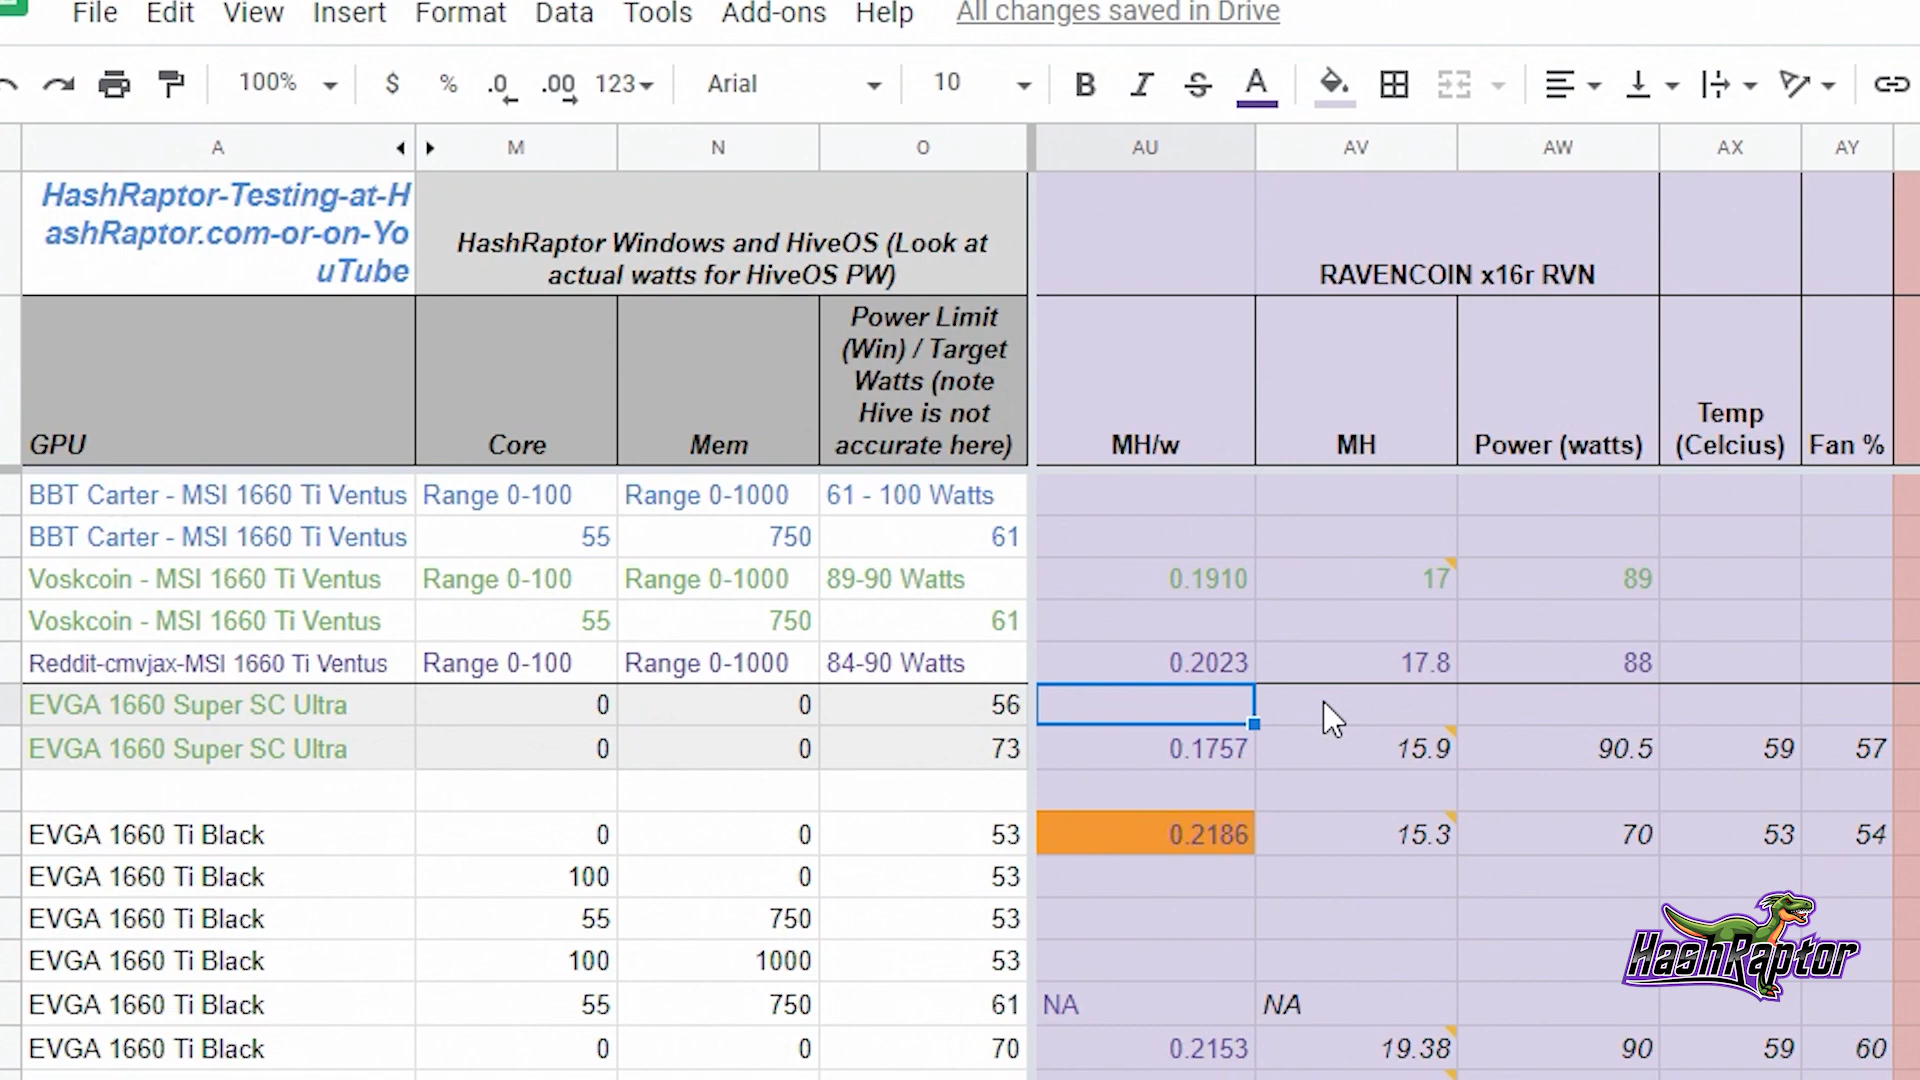 File Edit View Insert Format Data Tools Add-ons Help All changes saved in Drive
100% $ % .0 .00 123 Arial 10 B I S A
A M N O AU AV AW AX AY
HashRaptor-Testing-at-H
ashRaptor.com-or-on-Yo
uTube
HashRaptor Windows and HiveOS (Look at
actual watts for HiveOS PW)
RAVENCOIN x16r RVN
GPU
Core
Mem
Power Limit
(Win) / Target
Watts (note
Hive is not
accurate here)
MH/w
MH
Power (watts)
Temp
(Celcius)
Fan %
BBT Carter - MSI 1660 Ti Ventus Range 0-100 Range 0-1000 61 - 100 Watts
BBT Carter - MSI 1660 Ti Ventus 55 750 61
Voskcoin - MSI 1660 Ti Ventus Range 0-100 Range 0-1000 89-90 Watts 0.1910 17 89
Voskcoin - MSI 1660 Ti Ventus 55 750 61
Reddit-cmvjax-MSI 1660 Ti Ventus Range 0-100 Range 0-1000 84-90 Watts 0.2023 17.8 88
EVGA 1660 Super SC Ultra 0 0 56
EVGA 1660 Super SC Ultra 0 0 73 0.1757 15.9 90.5 59 57
EVGA 1660 Ti Black 0 0 53 0.2186 15.3 70 53 54
EVGA 1660 Ti Black 100 0 53
EVGA 1660 Ti Black 55 750 53
EVGA 1660 Ti Black 100 1000 53
EVGA 1660 Ti Black 55 750 61 NA NA
EVGA 1660 Ti Black 0 0 70 0.2153 19.38 90 59 60
HashRaptor